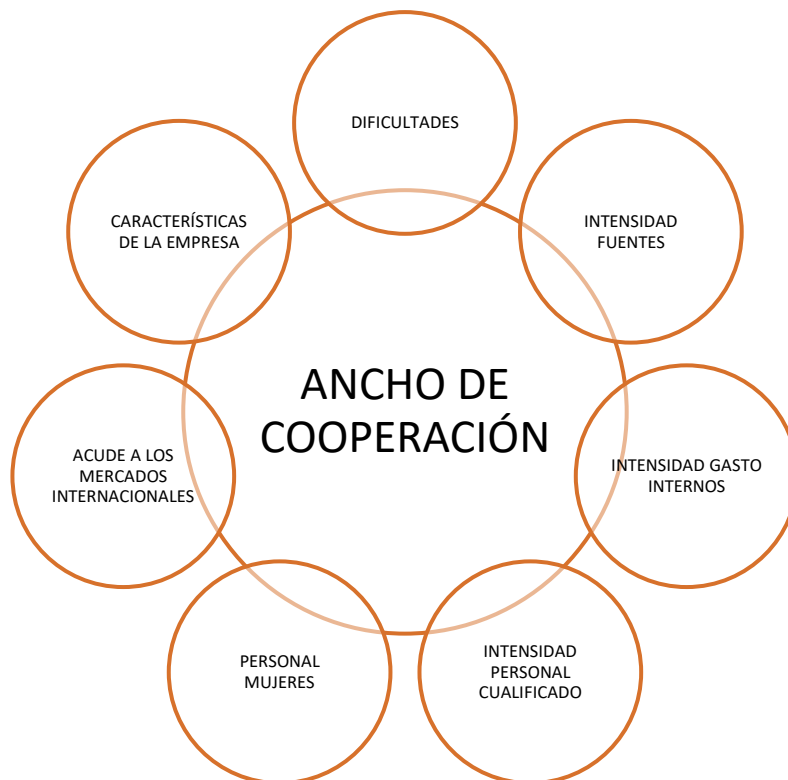 DIFICULTADES
INTENSIDAD
FUENTES
INTENSIDAD GASTO
INTERNOS
INTENSIDAD
PERSONAL
CUALIFICADO
PERSONAL
MUJERES
ACUDE A LOS
MERCADOS
INTERNACIONALES
CARACTERÍSTICAS
DE LA EMPRESA
ANCHO DE
COOPERACIÓN